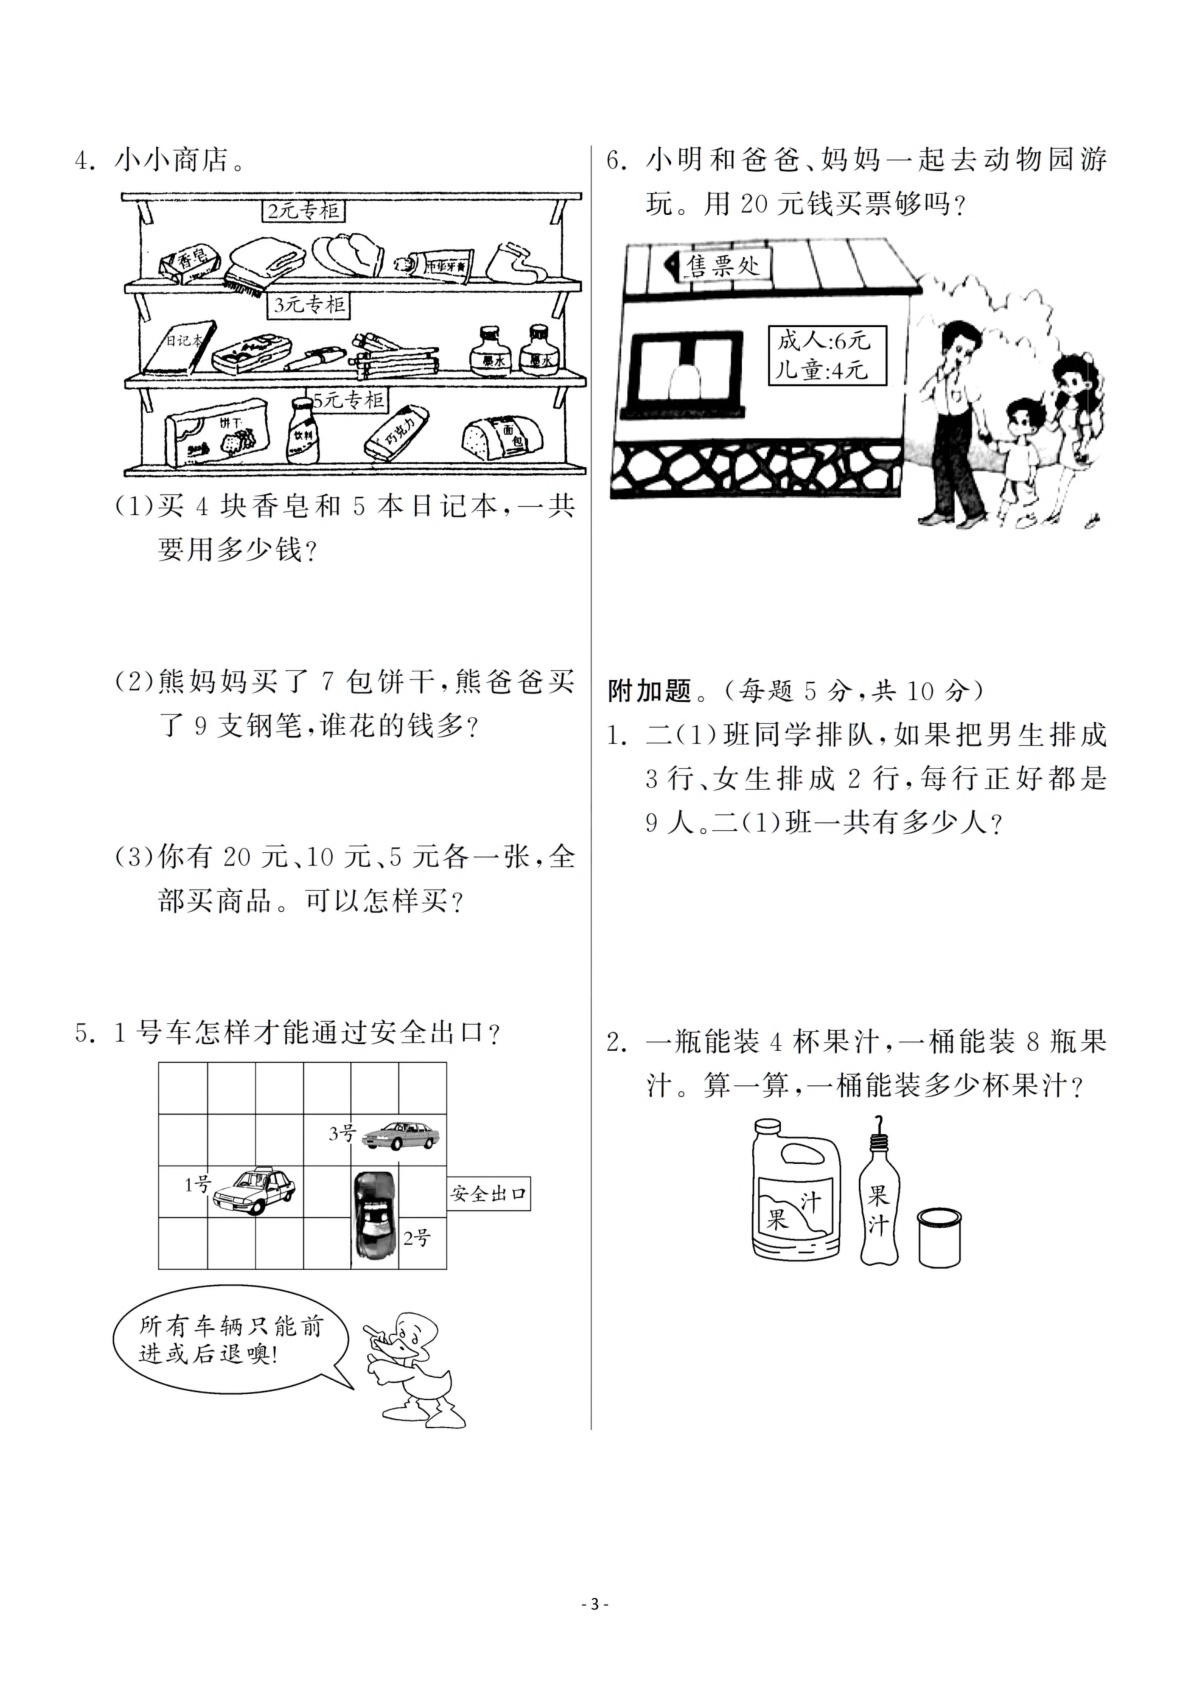 4. 小小商店。
2元专柜
香皂
中华牙膏
3元专柜
日记本
墨水
墨水
5元专柜
饼干
饮料
巧克力
面包
(1)买 4 块香皂和 5 本日记本,一共
要用多少钱?
(2)熊妈妈买了 7 包饼干,熊爸爸买
了 9 支钢笔,谁花的钱多?
(3)你有 20 元、10 元、5 元各一张,全
部买商品。可以怎样买?
5. 1 号车怎样才能通过安全出口?
3号
1号
安全出口
2号
所有车辆只能前
进或后退噢!
6. 小明和爸爸、妈妈一起去动物园游
玩。用 20 元钱买票够吗?
售票处
成人:6元
儿童:4元
附加题。(每题 5 分,共 10 分)
1. 二(1)班同学排队,如果把男生排成
3 行、女生排成 2 行,每行正好都是
9 人。二(1)班一共有多少人?
2. 一瓶能装 4 杯果汁,一桶能装 8 瓶果
汁。算一算,一桶能装多少杯果汁?
果汁
果汁
- 3 -